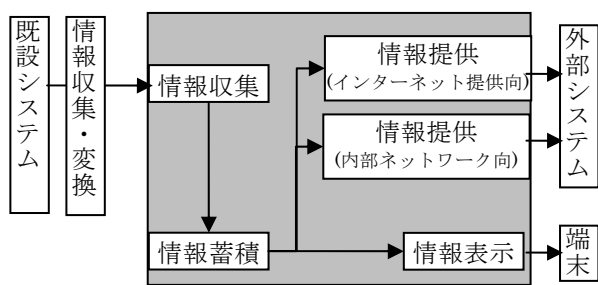 既設システム
情報収集・変換
情報収集
情報蓄積
情報提供
(インターネット提供向)
情報提供
(内部ネットワーク向)
情報表示
外部システム
端末